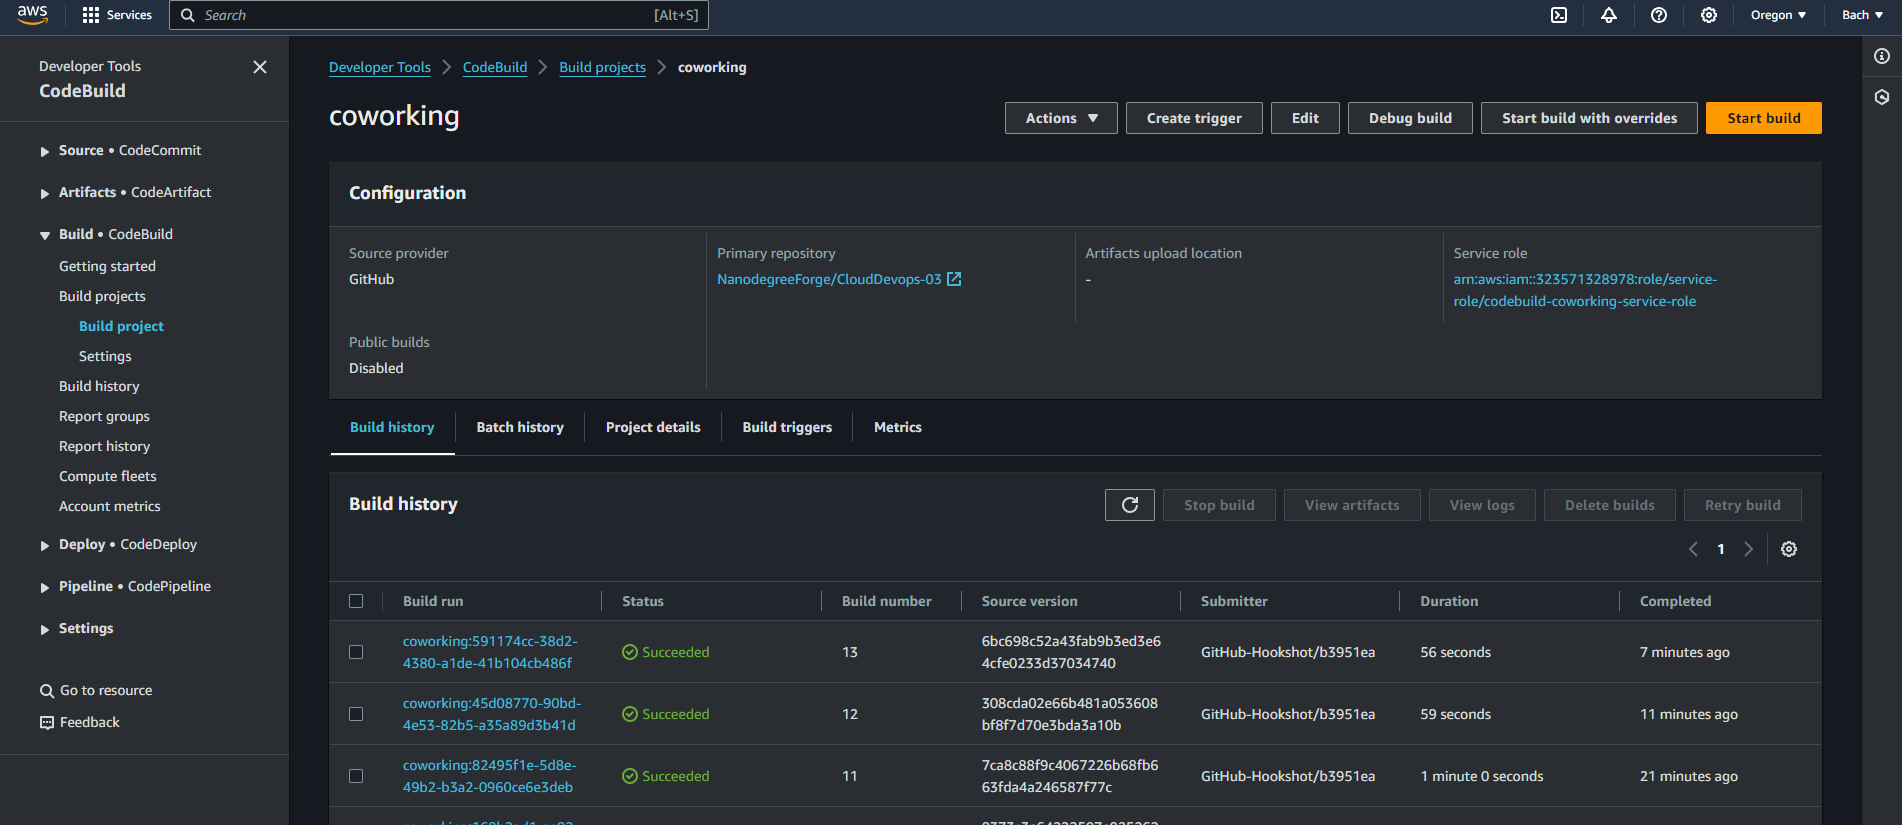 aws
Services
Search
[Alt+S]
Oregon
Bach
Developer Tools
CodeBuild
Source • CodeCommit
Artifacts • CodeArtifact
Build • CodeBuild
Getting started
Build projects
Build project
Settings
Build history
Report groups
Report history
Compute fleets
Account metrics
Deploy • CodeDeploy
Pipeline • CodePipeline
Settings
Go to resource
Feedback
Developer Tools
CodeBuild
Build projects
coworking
coworking
Actions
Create trigger
Edit
Debug build
Start build with overrides
Start build
Configuration
Source provider
GitHub
Primary repository
NanodegreeForge/CloudDevops-03
Artifacts upload location
-
Service role
arn:aws:iam::323571328978:role/service-
role/codebuild-coworking-service-role
Public builds
Disabled
Build history
Batch history
Project details
Build triggers
Metrics
Build history
Stop build
View artifacts
View logs
Delete builds
Retry build
1
Build run
Status
Build number
Source version
Submitter
Duration
Completed
coworking:591174cc-38d2-
4380-a1de-41b104cb486f
Succeeded
13
6bc698c52a43fab9b3ed3e6
4cfe0233d37034740
GitHub-Hookshot/b3951ea
56 seconds
7 minutes ago
coworking:45d08770-90bd-
4e53-82b5-a35a89d3b41d
Succeeded
12
308cda02e66b481a053608
bf8f7d70e3bda3a10b
GitHub-Hookshot/b3951ea
59 seconds
11 minutes ago
coworking:82495f1e-5d8e-
49b2-b3a2-0960ce6e3deb
Succeeded
11
7ca8c88f9c4067226b68fb6
63fda4a246587f77c
GitHub-Hookshot/b3951ea
1 minute 0 seconds
21 minutes ago